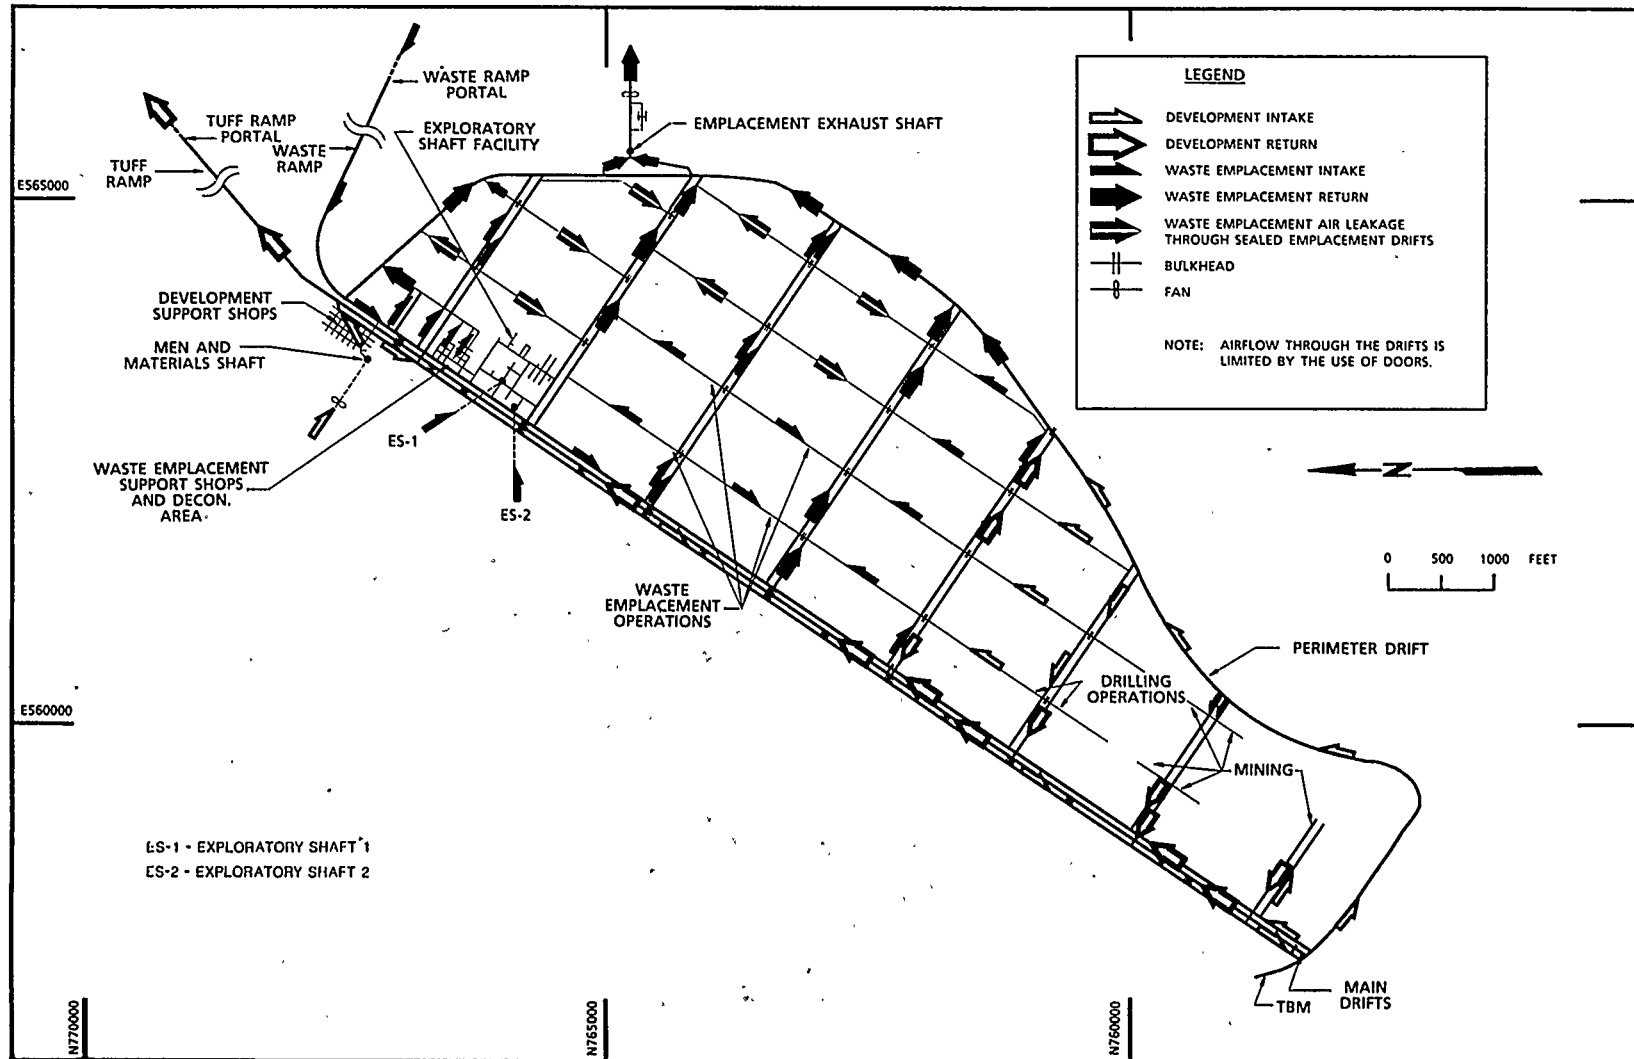 WASTE RAMP
PORTAL
TUFF RAMP
PORTAL
WASTE
RAMP
EXPLORATORY
SHAFT FACILITY
EMPLACEMENT EXHAUST SHAFT
TUFF
RAMP
E565000
LEGEND
DEVELOPMENT INTAKE
DEVELOPMENT RETURN
WASTE EMPLACEMENT INTAKE
WASTE EMPLACEMENT RETURN
WASTE EMPLACEMENT AIR LEAKAGE
THROUGH SEALED EMPLACEMENT DRIFTS
BULKHEAD
FAN
NOTE: AIRFLOW THROUGH THE DRIFTS IS
LIMITED BY THE USE OF DOORS.
DEVELOPMENT
SUPPORT SHOPS
MEN AND
MATERIALS SHAFT
ES-1
WASTE EMPLACEMENT
SUPPORT SHOPS
AND DECON.
AREA
ES-2
N
0 500 1000 FEET
WASTE
EMPLACEMENT
OPERATIONS
PERIMETER DRIFT
DRILLING
OPERATIONS
E560000
MINING
ES-1 - EXPLORATORY SHAFT 1
ES-2 - EXPLORATORY SHAFT 2
MAIN
DRIFTS
TBM
N770000
N765000
N760000